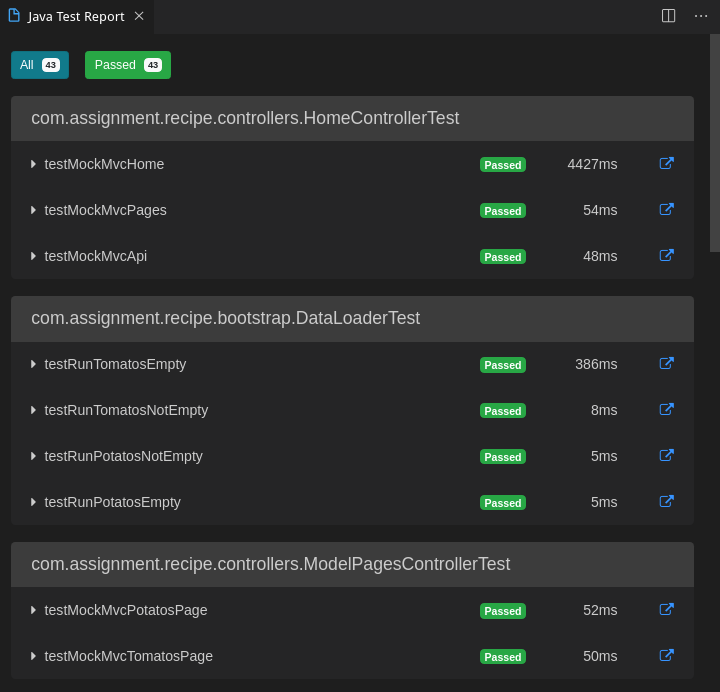 Java Test Report
All 43 Passed 43
com.assignment.recipe.controllers.HomeControllerTest
testMockMvcHome Passed 4427ms
testMockMvcPages Passed 54ms
testMockMvcApi Passed 48ms
com.assignment.recipe.bootstrap.DataLoaderTest
testRunTomatosEmpty Passed 386ms
testRunTomatosNotEmpty Passed 8ms
testRunPotatosNotEmpty Passed 5ms
testRunPotatosEmpty Passed 5ms
com.assignment.recipe.controllers.ModelPagesControllerTest
testMockMvcPotatosPage Passed 52ms
testMockMvcTomatosPage Passed 50ms